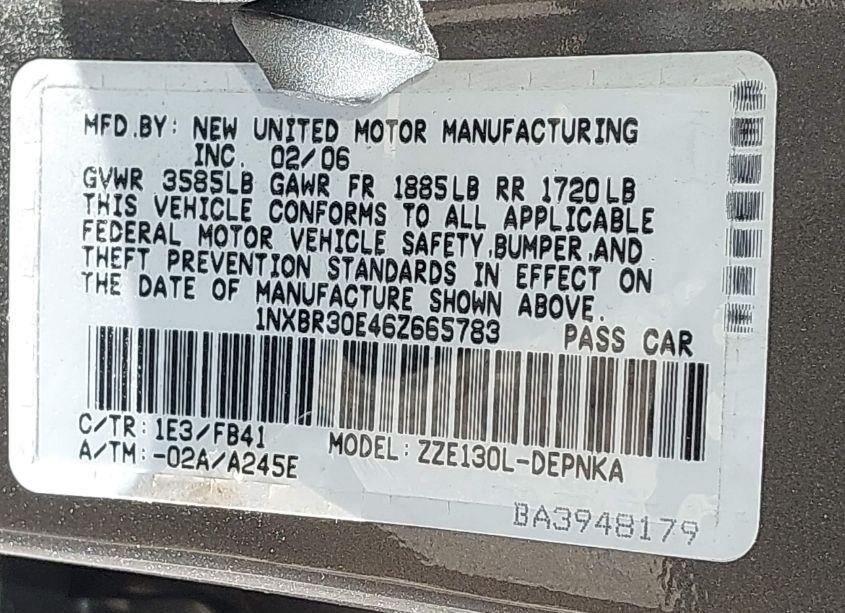 MFD.BY: NEW UNITED MOTOR MANUFACTURING
INC. 02/06
GVWR 3585LB GAWR FR 1885LB RR 1720LB
THIS VEHICLE CONFORMS TO ALL APPLICABLE
FEDERAL MOTOR VEHICLE SAFETY,BUMPER,AND
THEFT PREVENTION STANDARDS IN EFFECT ON
THE DATE OF MANUFACTURE SHOWN ABOVE.
1NXBR30E46Z665783 PASS CAR
C/TR: 1E3/FB41
A/TM:-02A/A245E
MODEL: ZZE130L-DEPNKA
BA3948179